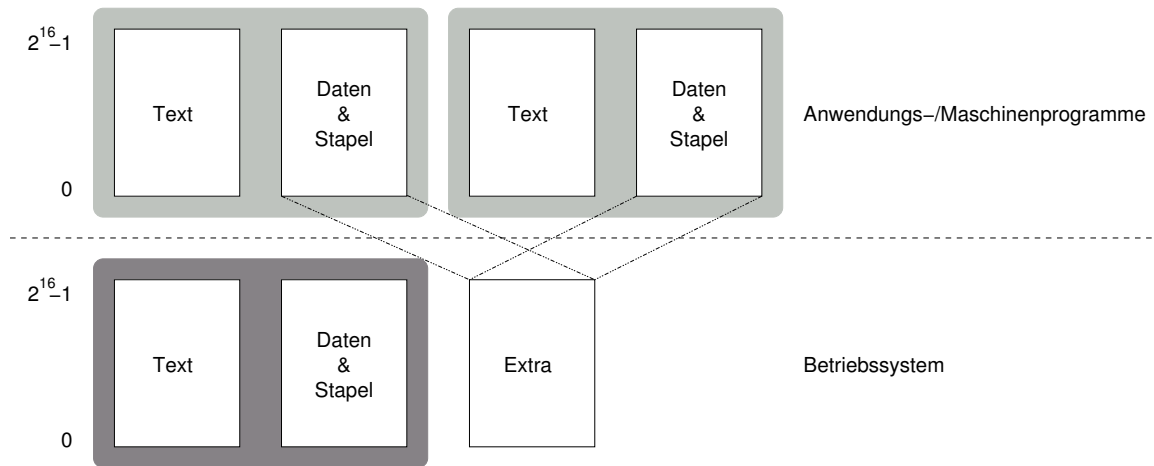 2^16−1
Text
Daten
&
Stapel
Text
Daten
&
Stapel
Anwendungs−/Maschinenprogramme
0
2^16−1
Text
Daten
&
Stapel
Extra
Betriebssystem
0